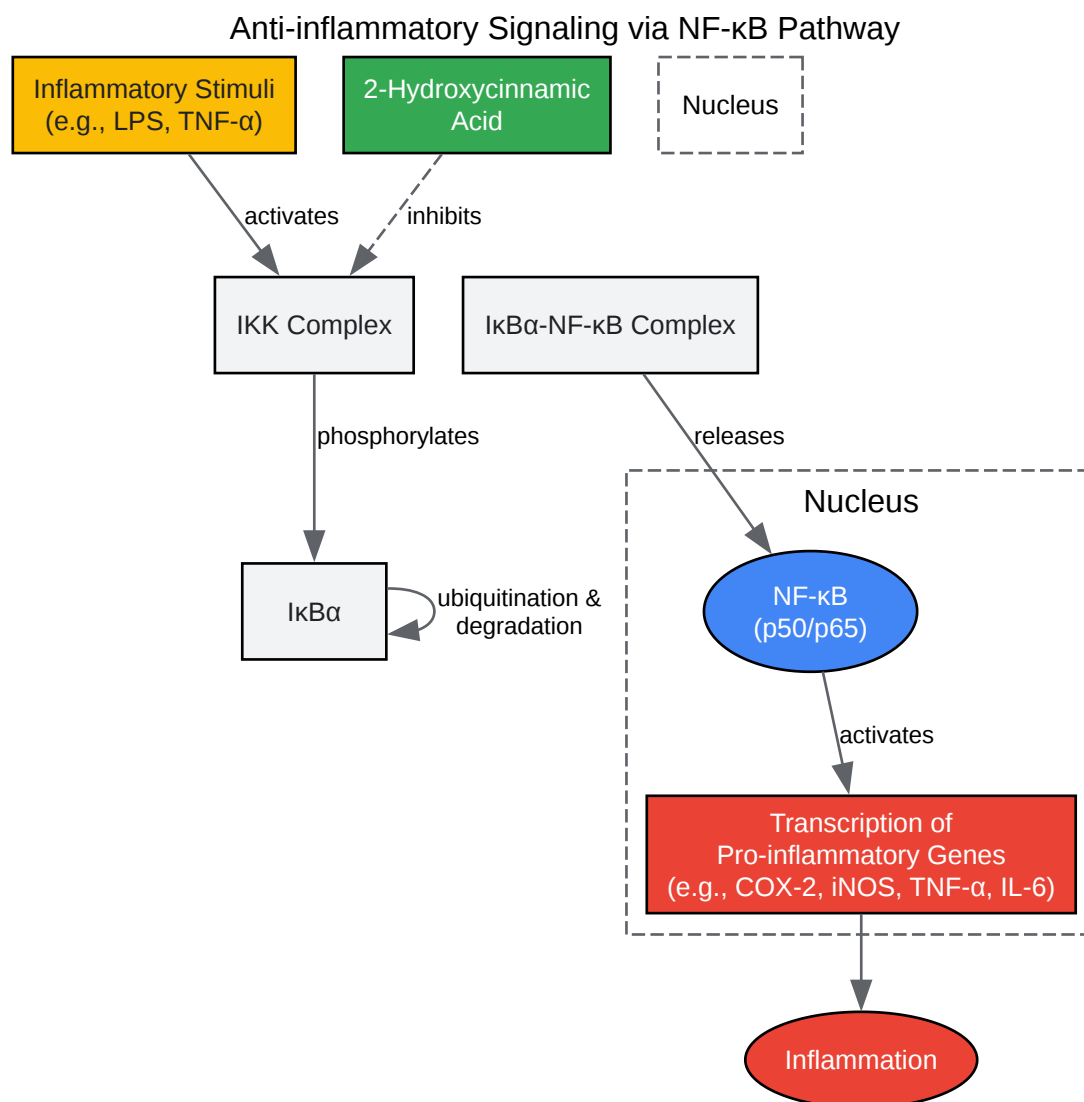 Anti-inflammatory Signaling via NF-κB Pathway
Inflammatory Stimuli
(e.g., LPS, TNF-α)
2-Hydroxycinnamic
Acid
Nucleus
activates
inhibits
IKK Complex
IκBα-NF-κB Complex
phosphorylates
releases
Nucleus
IκBα
ubiquitination &
degradation
NF-κB
(p50/p65)
activates
Transcription of
Pro-inflammatory Genes
(e.g., COX-2, iNOS, TNF-α, IL-6)
Inflammation